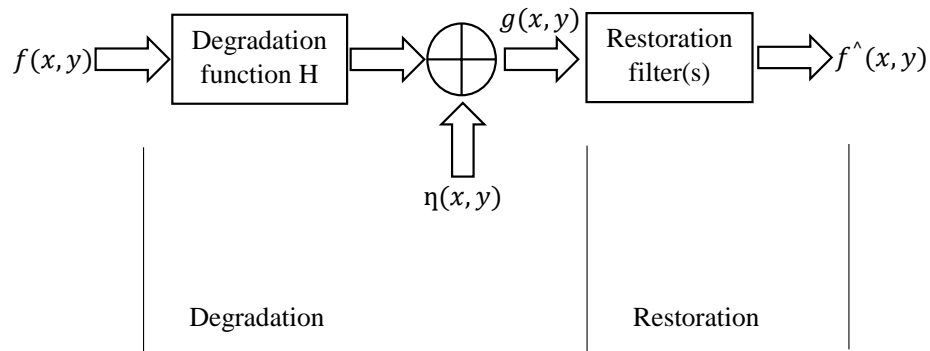 f(x, y)
Degradation
function H
g(x, y)
Restoration
filter(s)
f^(x, y)
η(x, y)
Degradation
Restoration